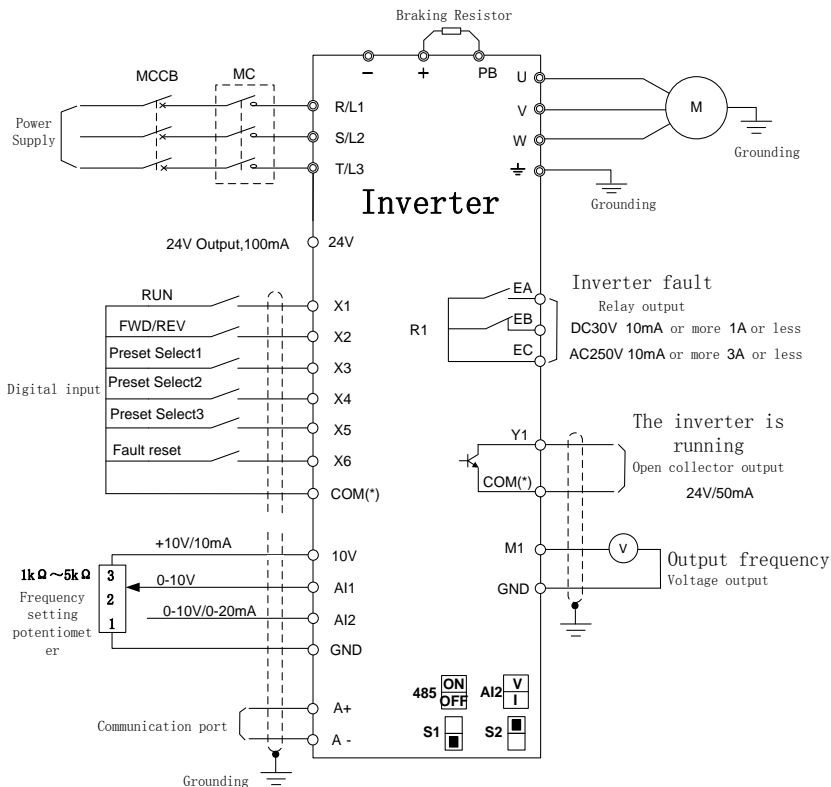 Braking Resistor
MCCB
MC
－
＋
PB
Power
Supply
R/L1
S/L2
T/L3
U
V
W
M
Grounding
Grounding
Inverter
24V Output,100mA
24V
Digital input
RUN
X1
FWD/REV
X2
Preset Select1
X3
Preset Select2
X4
Preset Select3
X5
Fault reset
X6
COM(*)
R1
EA
EB
EC
Inverter fault
Relay output
DC30V 10mA or more 1A or less
AC250V 10mA or more 3A or less
Y1
COM(*)
The inverter is
running
Open collector output
24V/50mA
M1
V
GND
Output frequency
Voltage output
1kΩ～5kΩ
Frequency
setting
potentiomet
er
3
2
1
+10V/10mA
10V
0-10V
AI1
0-10V/0-20mA
AI2
GND
485
ON
OFF
AI2
V
I
S1
S2
Communication port
A+
A -
Grounding